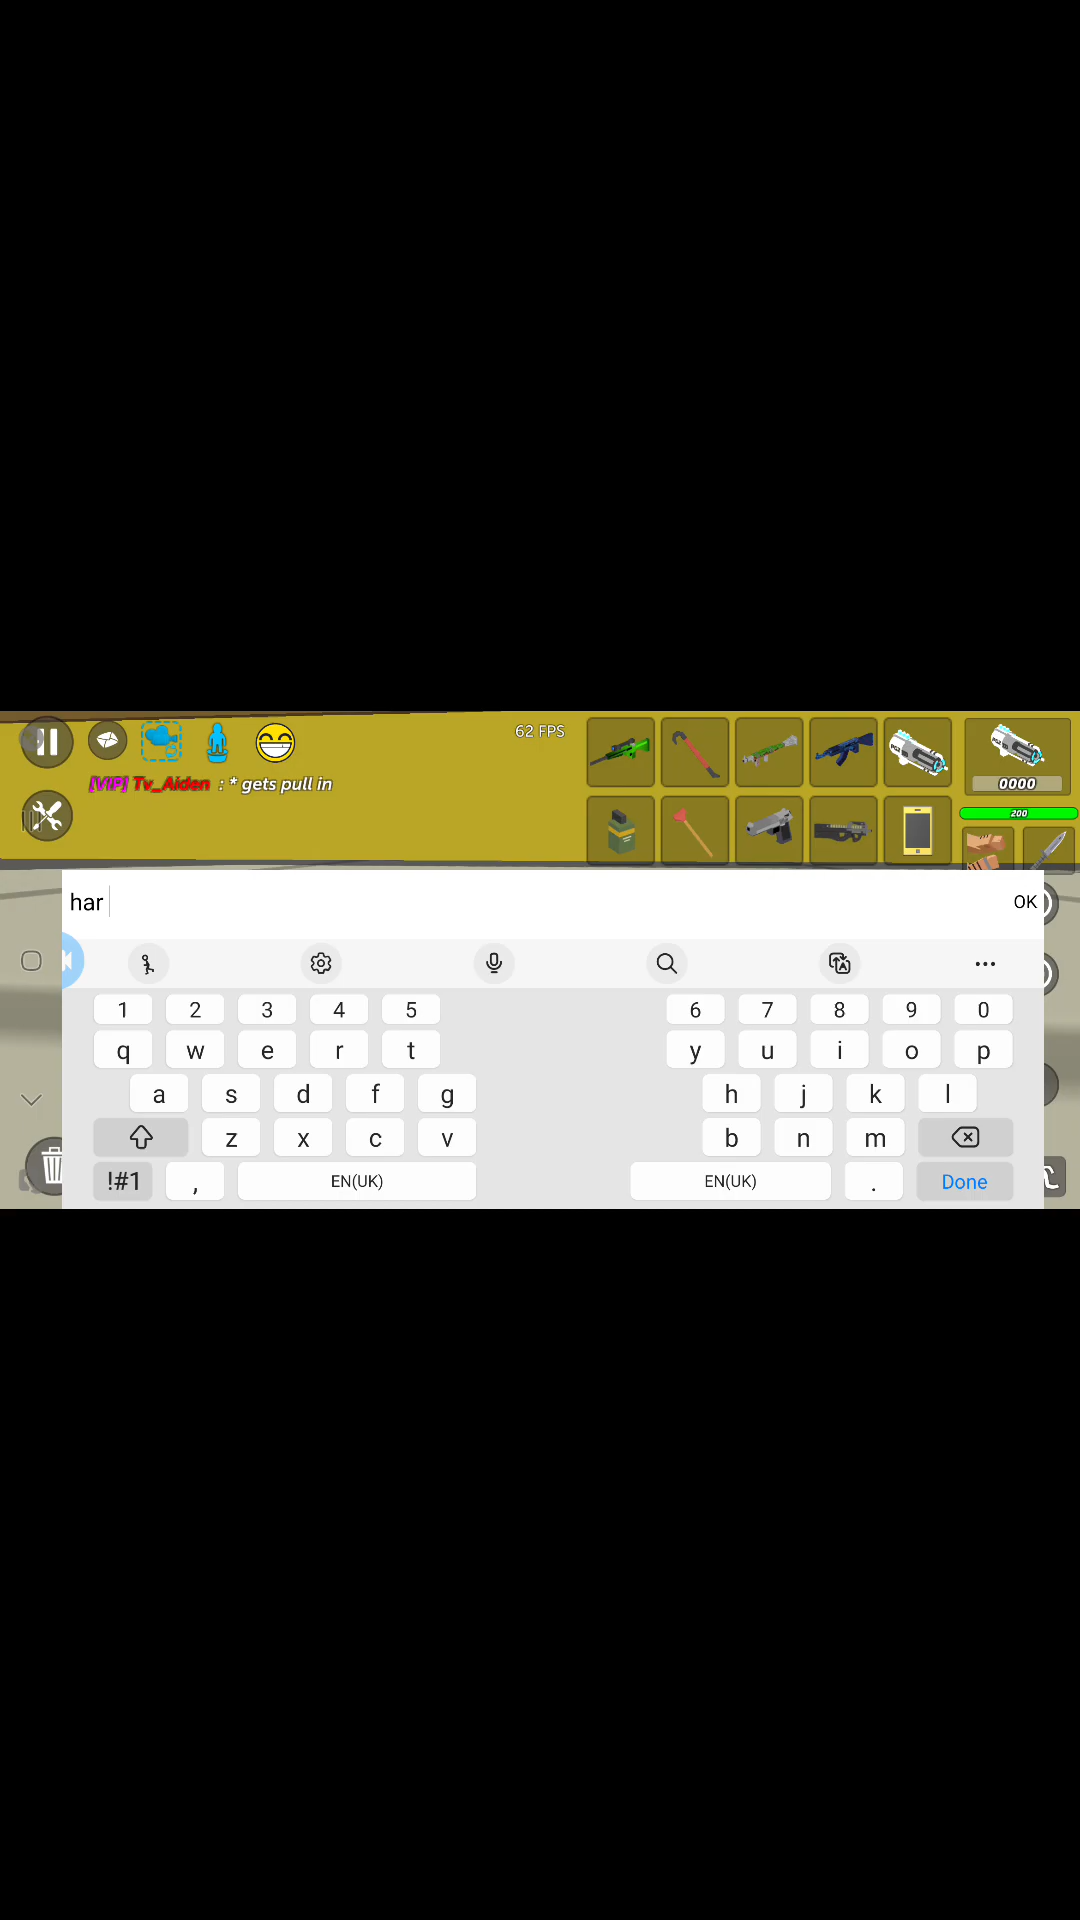 62 FPS
[VIP] Tv_Aiden : * gets pull in
0000
200
har
OK
1 2 3 4 5 6 7 8 9 0
q w e r t y u i o p
a s d f g h j k l
z x c v b n m
!#1 , EN(UK) EN(UK) . Done